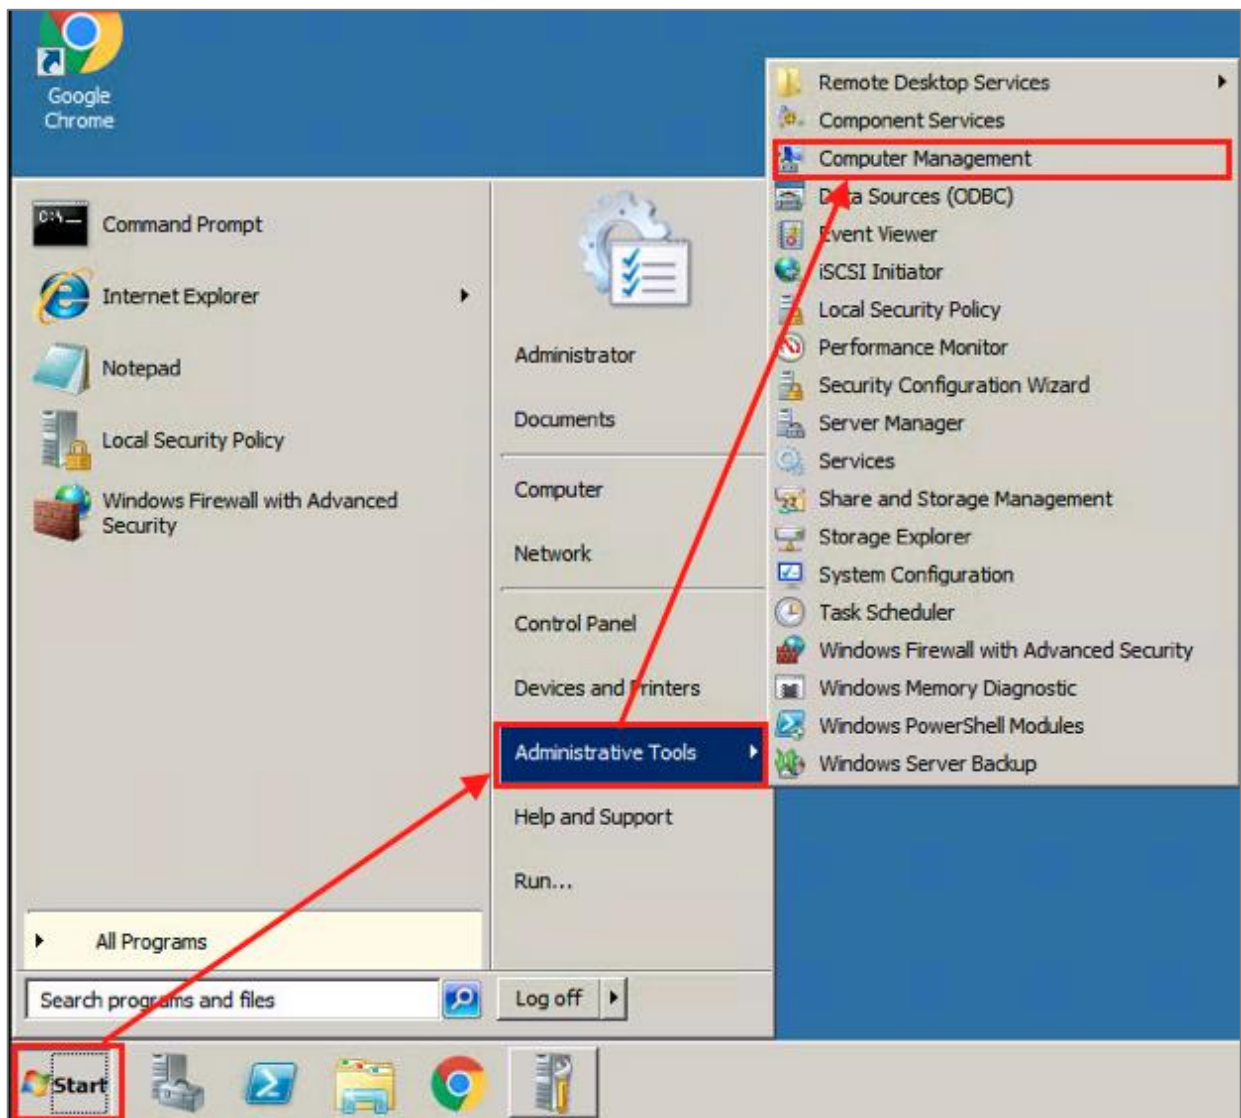 Google
Chrome
Command Prompt
Internet Explorer
Notepad
Local Security Policy
Windows Firewall with Advanced
Security
All Programs
Search programs and files
Administrator
Documents
Computer
Network
Control Panel
Devices and Printers
Administrative Tools
Help and Support
Run...
Log off
Remote Desktop Services
Component Services
Computer Management
Data Sources (ODBC)
Event Viewer
iSCSI Initiator
Local Security Policy
Performance Monitor
Security Configuration Wizard
Server Manager
Services
Share and Storage Management
Storage Explorer
System Configuration
Task Scheduler
Windows Firewall with Advanced Security
Windows Memory Diagnostic
Windows PowerShell Modules
Windows Server Backup
Start